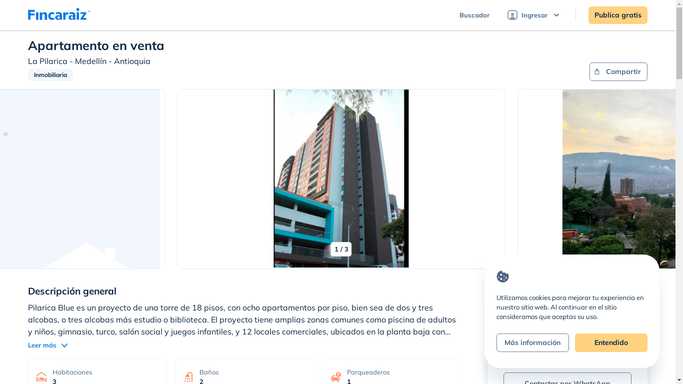 Fincaraiz
Buscador
Ingresar
Publica gratis
Apartamento en venta
La Pilarica - Medellín - Antioquia
Inmobiliaria
Compartir
1 / 3
Descripción general
Pilarica Blue es un proyecto de una torre de 18 pisos, con ocho apartamentos por piso, bien sea de dos y tres
alcobas, o tres alcobas más estudio o biblioteca. El proyecto tiene amplias zonas comunes como piscina de adultos
y niños, gimnasio, turco, salón social y juegos infantiles, y 12 locales comerciales, ubicados en la planta baja con...
Leer más
Habitaciones
3
Baños
2
Parqueaderos
1
Utilizamos cookies para mejorar tu experiencia en
nuestro sitio web. Al continuar en el sitio
consideramos que aceptas su uso.
Más información
Entendido
Contactar por WhatsApp